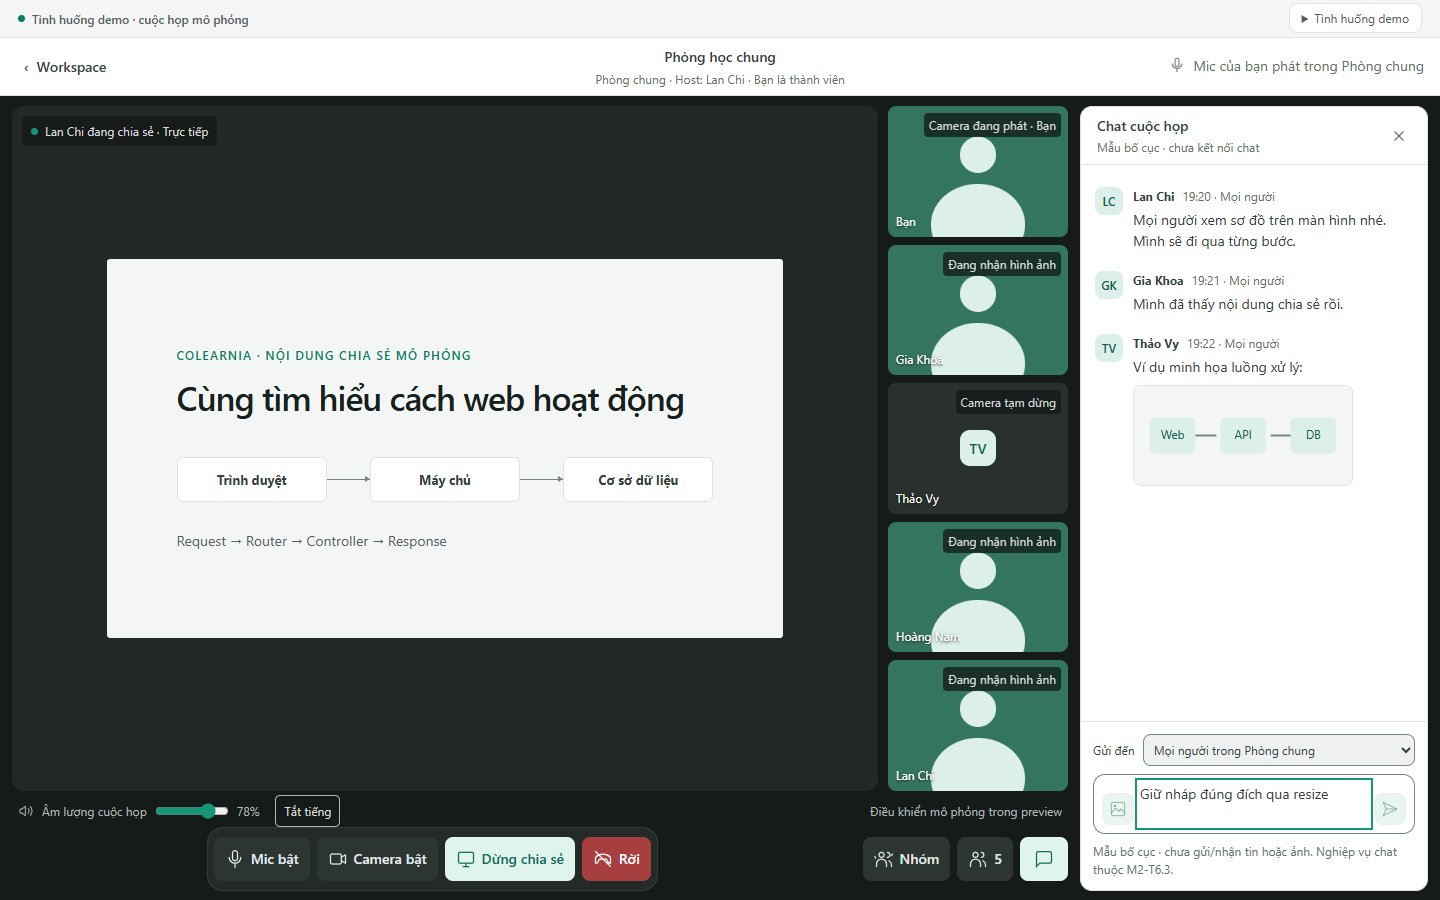 Tình huống demo · cuộc họp mô phỏng
▶ Tình huống demo
‹ Workspace
Phòng học chung
Phòng chung · Host: Lan Chi · Bạn là thành viên
Mic của bạn phát trong Phòng chung
Lan Chi đang chia sẻ · Trực tiếp
COLEARNIA · NỘI DUNG CHIA SẺ MÔ PHỎNG
Cùng tìm hiểu cách web hoạt động
Trình duyệt
Máy chủ
Cơ sở dữ liệu
Request → Router → Controller → Response
Camera đang phát · Bạn
Bạn
Đang nhận hình ảnh
Gia Khoa
Camera tạm dừng
TV
Thảo Vy
Đang nhận hình ảnh
Hoàng Nam
Đang nhận hình ảnh
Lan Chi
Chat cuộc họp
Mẫu bố cục · chưa kết nối chat
LC
Lan Chi 19:20 · Mọi người
Mọi người xem sơ đồ trên màn hình nhé.
Mình sẽ đi qua từng bước.
GK
Gia Khoa 19:21 · Mọi người
Mình đã thấy nội dung chia sẻ rồi.
TV
Thảo Vy 19:22 · Mọi người
Ví dụ minh họa luồng xử lý:
Web
API
DB
Gửi đến
Mọi người trong Phòng chung
Giữ nháp đúng đích qua resize
Mẫu bố cục · chưa gửi/nhận tin hoặc ảnh. Nghiệp vụ chat
thuộc M2-T6.3.
Âm lượng cuộc họp
78%
Tắt tiếng
Điều khiển mô phỏng trong preview
Mic bật
Camera bật
Dừng chia sẻ
Rời
Nhóm
5